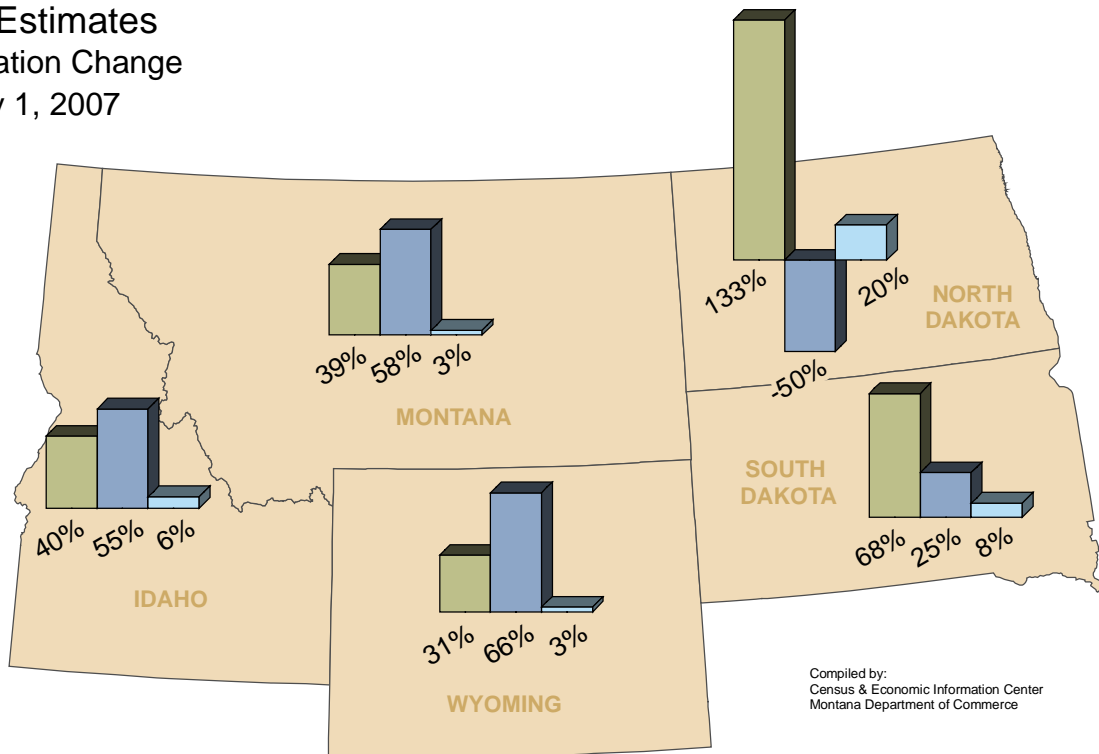 Estimates
ation Change
1, 2007
133%
20%
-50%
NORTH
DAKOTA
39%
58%
3%
MONTANA
40%
55%
6%
IDAHO
SOUTH
DAKOTA
68%
25%
8%
31%
66%
3%
WYOMING
Compiled by:
Census & Economic Information Center
Montana Department of Commerce